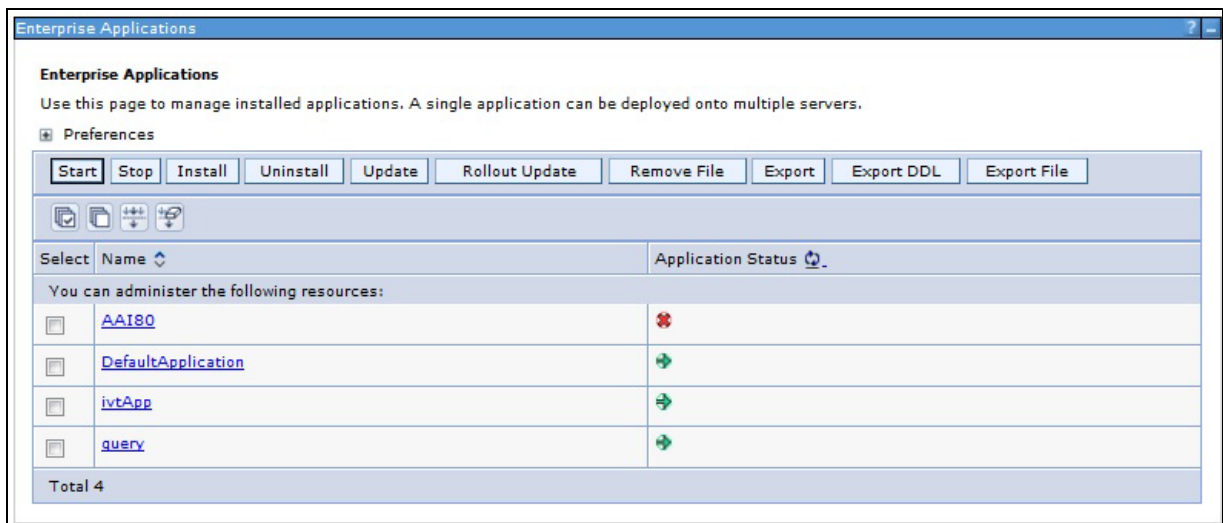 Enterprise Applications
Enterprise Applications
Use this page to manage installed applications. A single application can be deployed onto multiple servers.
Preferences
Start Stop Install Uninstall Update Rollout Update Remove File Export Export DDL Export File
Select Name Application Status
You can administer the following resources:
AAI80
DefaultApplication
ivtApp
query
Total 4